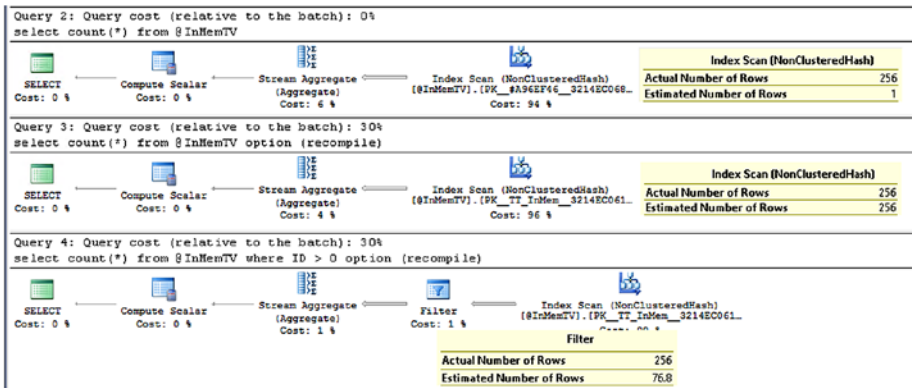 Query 2: Query cost (relative to the batch): 0%
select count(*) from @InMemTV
SELECT
Cost: 0 %
Compute Scalar
Cost: 0 %
Stream Aggregate
(Aggregate)
Cost: 6 %
Index Scan (NonClusteredHash)
[@InMemTV].[PK__#A96EF46__3214EC068…
Cost: 94 %
Index Scan (NonClusteredHash)
Actual Number of Rows 256
Estimated Number of Rows 1
Query 3: Query cost (relative to the batch): 30%
select count(*) from @InMemTV option (recompile)
SELECT
Cost: 0 %
Compute Scalar
Cost: 0 %
Stream Aggregate
(Aggregate)
Cost: 4 %
Index Scan (NonClusteredHash)
[@InMemTV].[PK__TT_InMem__3214EC061…
Cost: 96 %
Index Scan (NonClusteredHash)
Actual Number of Rows 256
Estimated Number of Rows 256
Query 4: Query cost (relative to the batch): 30%
select count(*) from @InMemTV where ID > 0 option (recompile)
SELECT
Cost: 0 %
Compute Scalar
Cost: 0 %
Stream Aggregate
(Aggregate)
Cost: 1 %
Filter
Cost: 1 %
Index Scan (NonClusteredHash)
[@InMemTV].[PK__TT_InMem__3214EC061…
Filter
Actual Number of Rows 256
Estimated Number of Rows 76.8